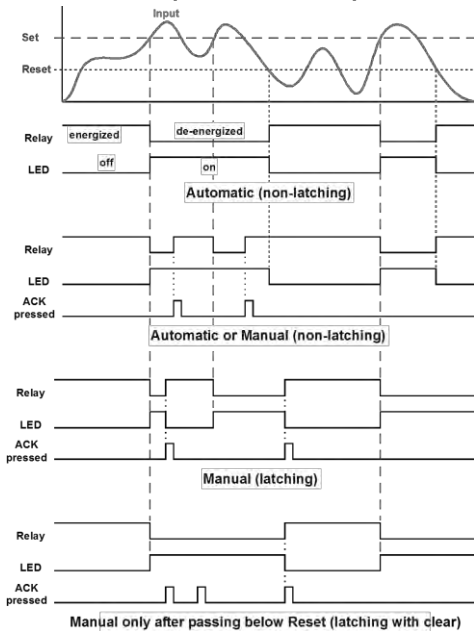 Input
Set
Reset
Relay energized de-energized
LED off on
Automatic (non-latching)
Relay
LED
ACK
pressed
Automatic or Manual (non-latching)
Relay
LED
ACK
pressed
Manual (latching)
Relay
LED
ACK
pressed
Manual only after passing below Reset (latching with clear)